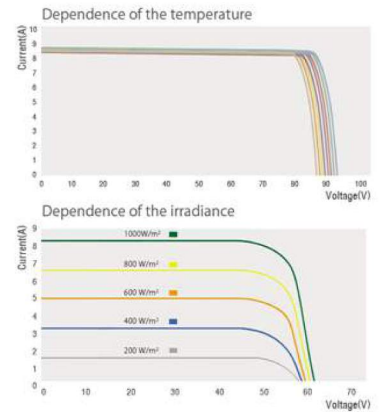 Dependence of the temperature
Current(A)
10
9
8
7
6
5
4
3
2
1
0
0 10 20 30 40 50 60 70 80 90 100
Voltage(V)
Dependence of the irradiance
Current(A)
9
8
7
6
5
4
3
2
1
0
1000W/m²
800 W/m²
600 W/m²
400 W/m²
200 W/m²
0 10 20 30 40 50 60 70
Voltage(V)